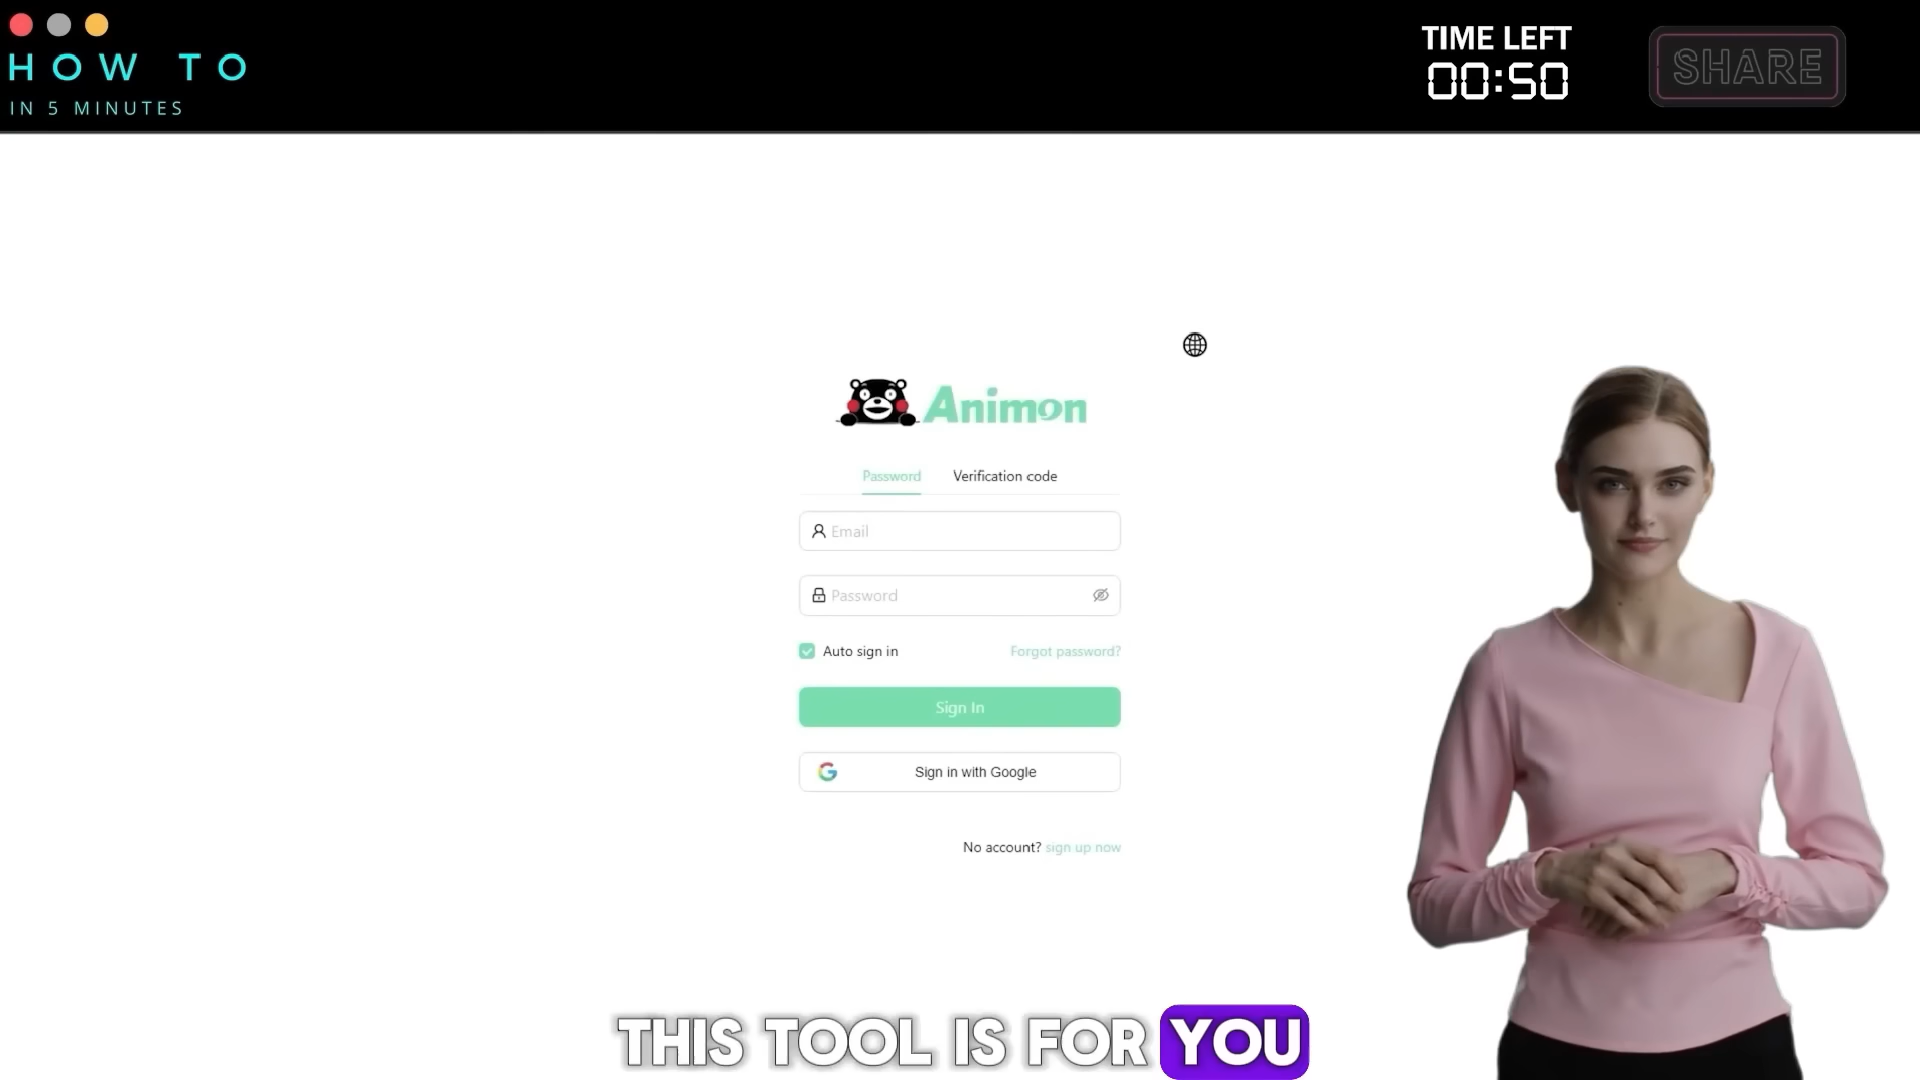 HOW TO
IN 5 MINUTES
TIME LEFT
00:50
SHARE
Animon
Password
Verification code
Email
Password
Auto sign in
Forgot password?
Sign In
Sign in with Google
No account? sign up now
THIS TOOL IS FOR YOU